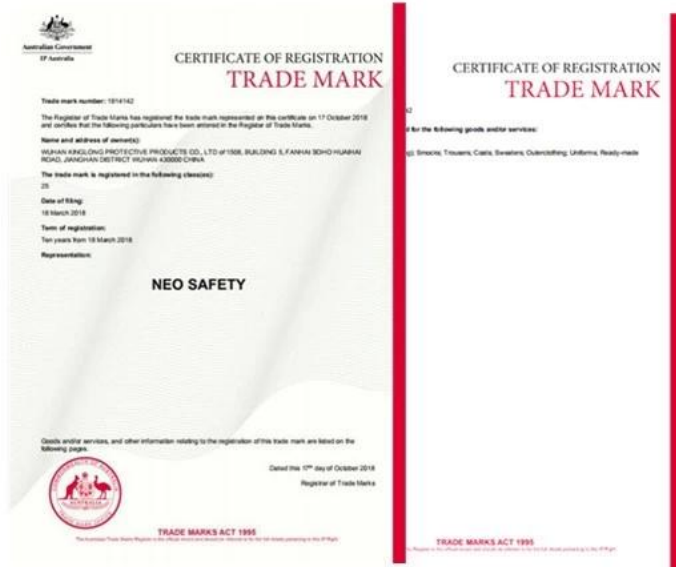 Australian Government
IP Australia
CERTIFICATE OF REGISTRATION
TRADE MARK
Trade mark number: 1814142
The Registrar of Trade Marks has registered the trade mark represented on this certificate on 17 October 2018
and certifies that the following particulars have been entered in the Register of Trade Marks.
Name and address of owner(s):
WUHAN KINGLONG PROTECTIVE PRODUCTS CO., LTD of 1508, BUILDING 5, FANHAI SOHO HUAIHAI
ROAD, JIANGHAN DISTRICT WUHAN 430000 CHINA
The trade mark is registered in the following class(es):
25
Date of filing:
18 March 2018
Term of registration:
Ten years from 18 March 2018
Representation:
NEO SAFETY
Goods and/or services, and other information relating to the registration of this trade mark are listed on the
following pages.
Dated this 17th day of October 2018
Registrar of Trade Marks
AUSTRALIA
TRADE MARKS ACT 1995
CERTIFICATE OF REGISTRATION
TRADE MARK
d for the following goods and/or services:
Smocks; Trousers; Coats; Sweaters; Outerclothing; Uniforms; Ready-made
TRADE MARKS ACT 1995